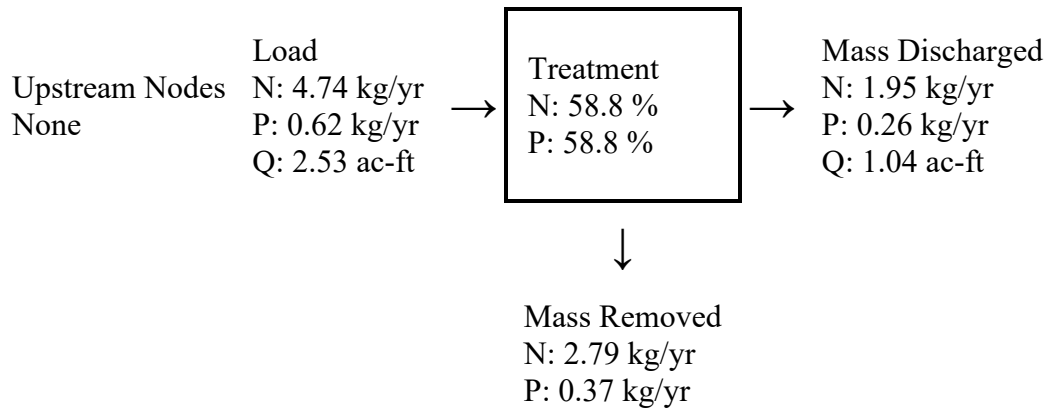 Upstream Nodes
None
Load
N: 4.74 kg/yr
P: 0.62 kg/yr
Q: 2.53 ac-ft
→
Treatment
N: 58.8 %
P: 58.8 %
→
Mass Discharged
N: 1.95 kg/yr
P: 0.26 kg/yr
Q: 1.04 ac-ft
↓
Mass Removed
N: 2.79 kg/yr
P: 0.37 kg/yr